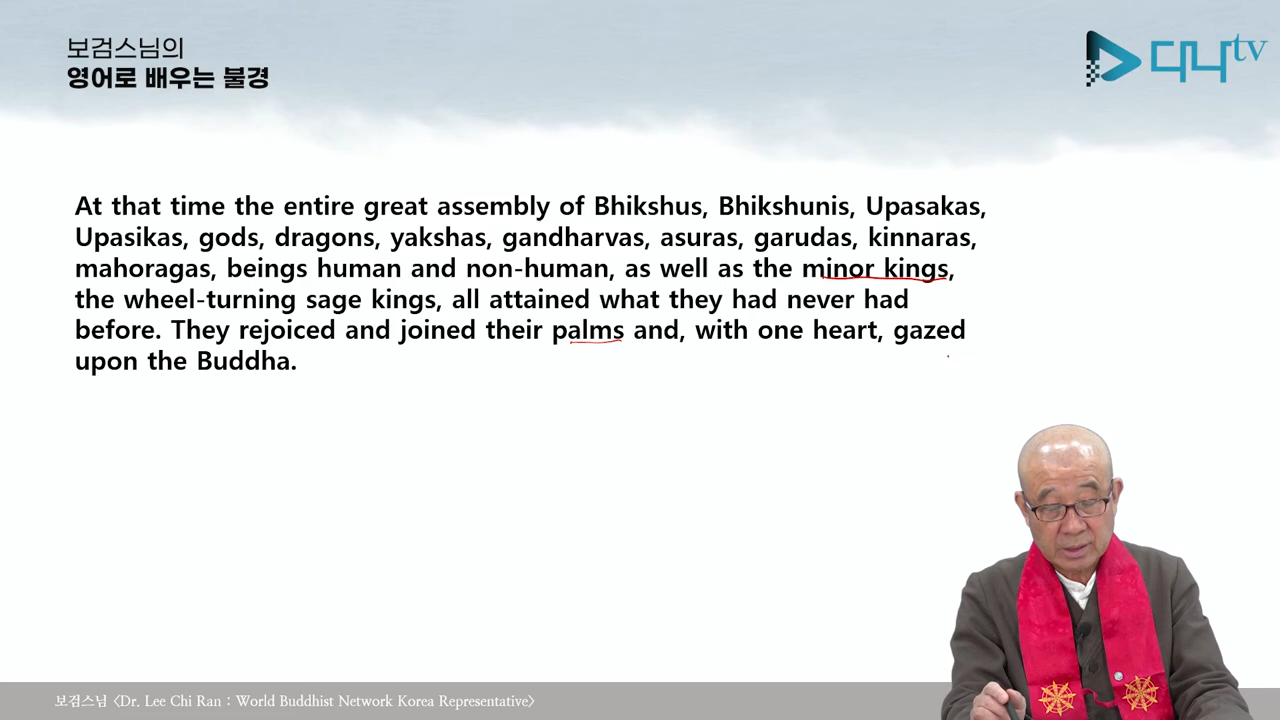 보검스님의
영어로 배우는 불경
다나tv
At that time the entire great assembly of Bhikshus, Bhikshunis, Upasakas,
Upasikas, gods, dragons, yakshas, gandharvas, asuras, garudas, kinnaras,
mahoragas, beings human and non-human, as well as the minor kings,
the wheel-turning sage kings, all attained what they had never had
before. They rejoiced and joined their palms and, with one heart, gazed
upon the Buddha.
보검스님 〈Dr. Lee Chi Ran : World Buddhist Network Korea Representative〉